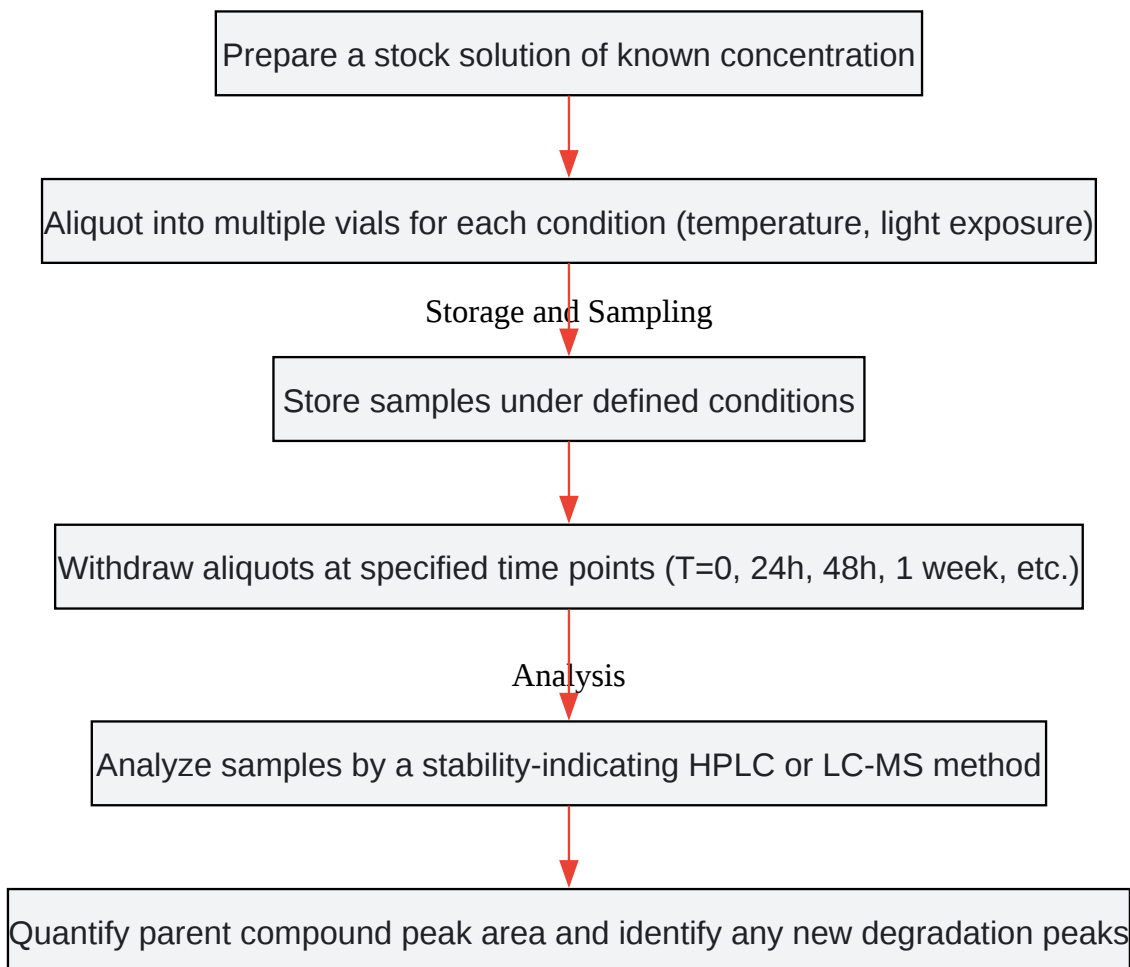 Prepare a stock solution of known concentration
Aliquot into multiple vials for each condition (temperature, light exposure)
Storage and Sampling
Store samples under defined conditions
Withdraw aliquots at specified time points (T=0, 24h, 48h, 1 week, etc.)
Analysis
Analyze samples by a stability-indicating HPLC or LC-MS method
Quantify parent compound peak area and identify any new degradation peaks